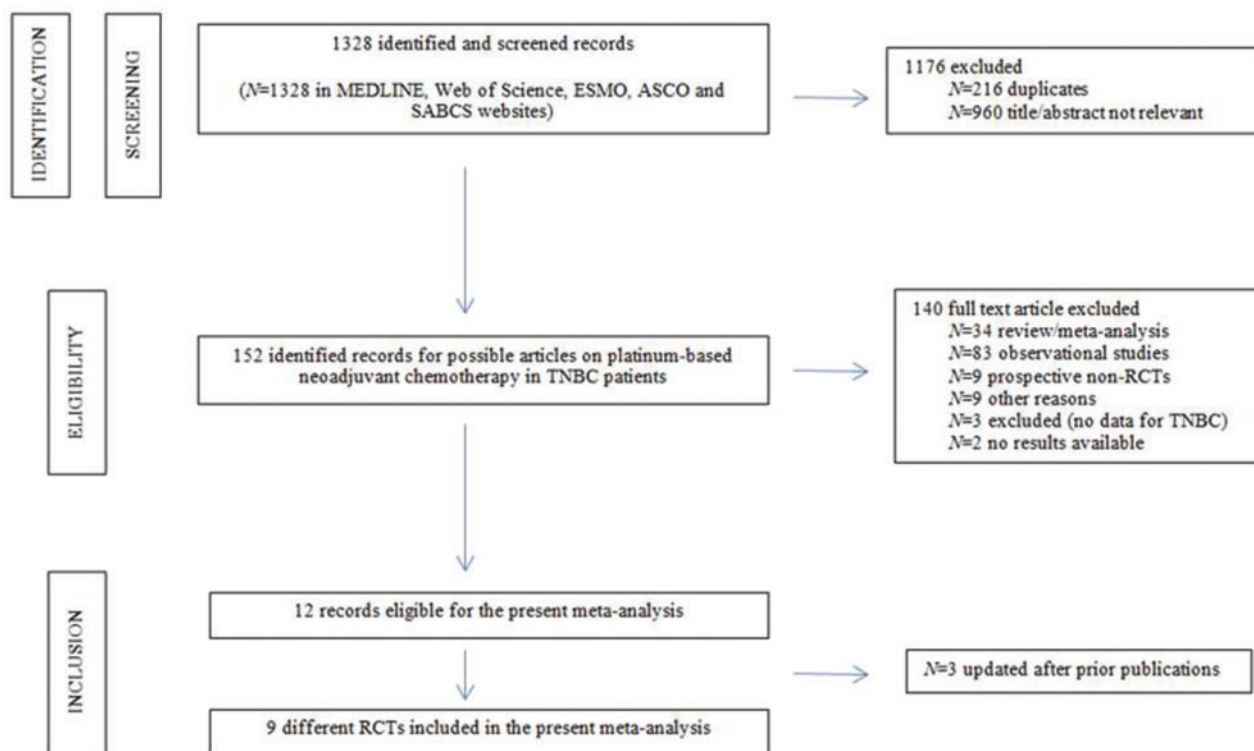 IDENTIFICATION
SCREENING
1328 identified and screened records
(N=1328 in MEDLINE, Web of Science, ESMO, ASCO and
SABCS websites)
1176 excluded
N=216 duplicates
N=960 title/abstract not relevant
ELIGIBILITY
152 identified records for possible articles on platinum-based
neoadjuvant chemotherapy in TNBC patients
140 full text article excluded
N=34 review/meta-analysis
N=83 observational studies
N=9 prospective non-RCTs
N=9 other reasons
N=3 excluded (no data for TNBC)
N=2 no results available
INCLUSION
12 records eligible for the present meta-analysis
N=3 updated after prior publications
9 different RCTs included in the present meta-analysis